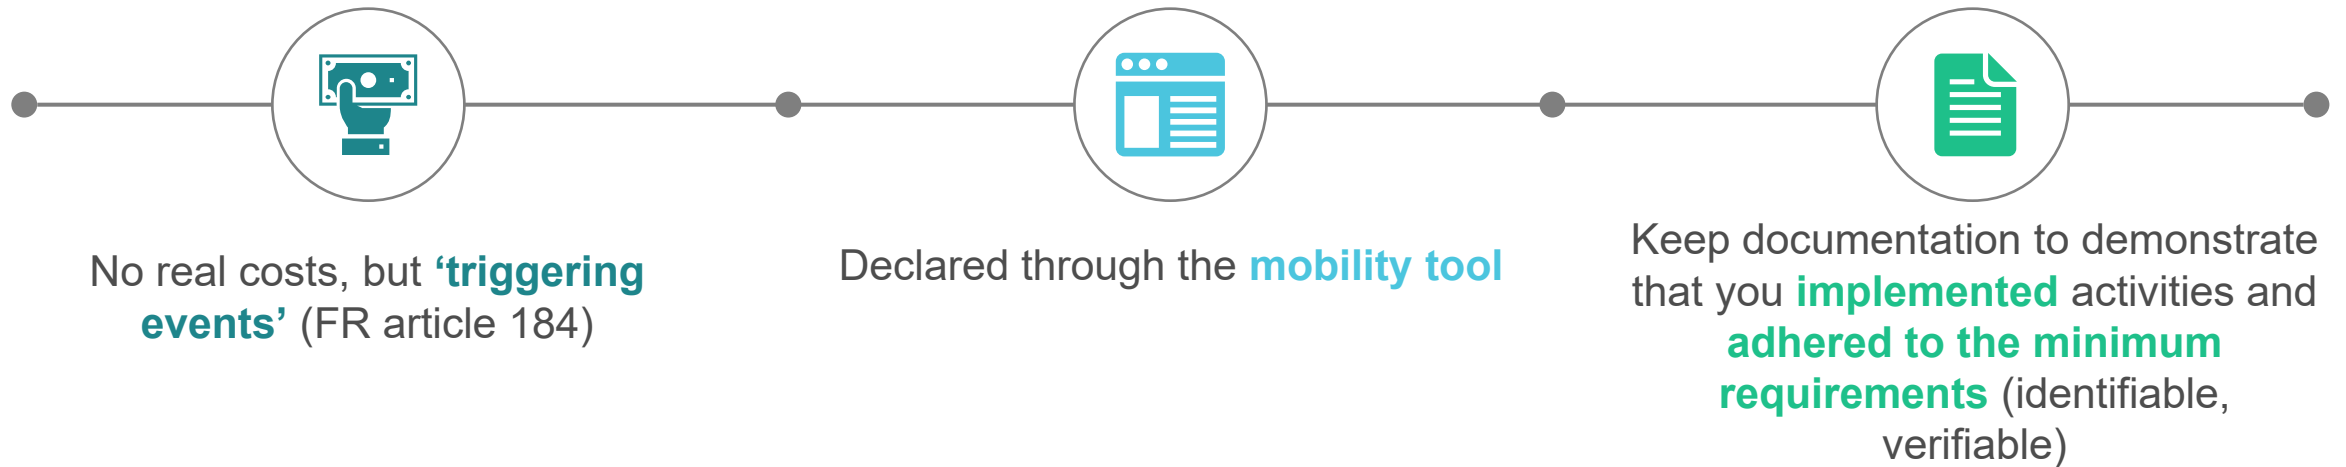 No real costs, but ‘triggering
events’ (FR article 184)
Declared through the mobility tool
Keep documentation to demonstrate
that you implemented activities and
adhered to the minimum
requirements (identifiable,
verifiable)